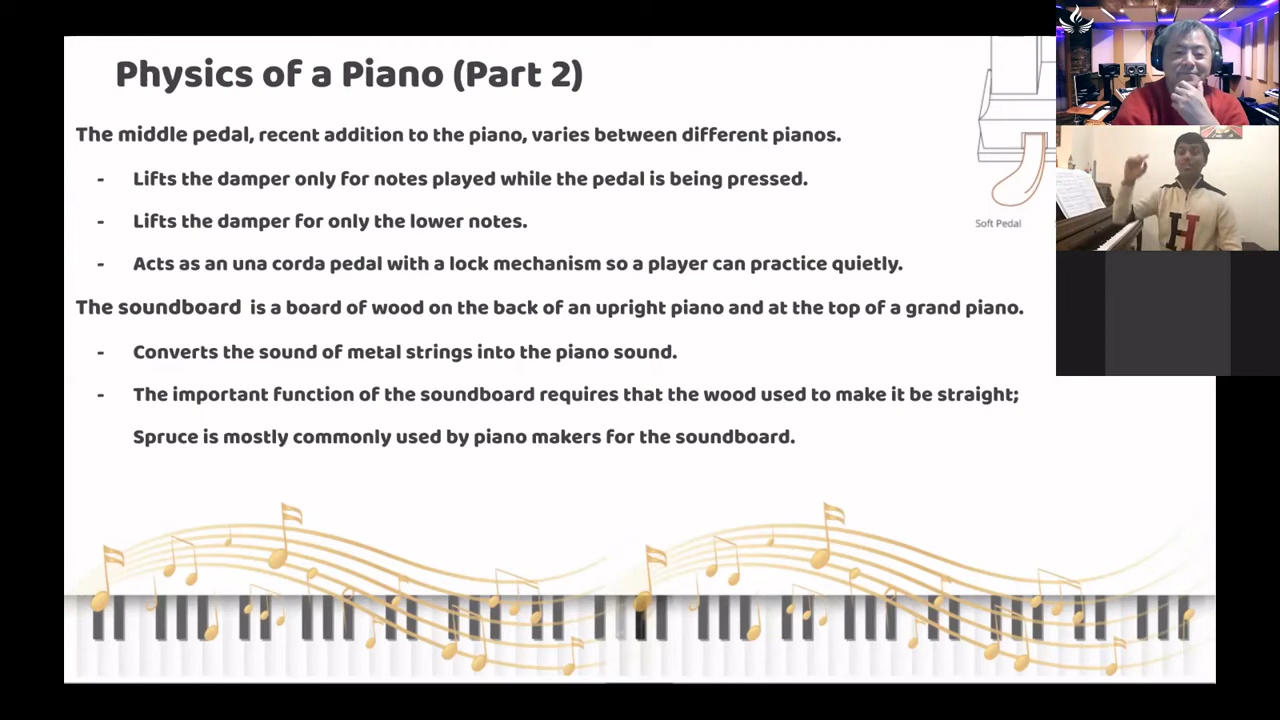 Physics of a Piano (Part 2)
The middle pedal, recent addition to the piano, varies between different pianos.
- Lifts the damper only for notes played while the pedal is being pressed.
- Lifts the damper for only the lower notes.
- Acts as an una corda pedal with a lock mechanism so a player can practice quietly.
The soundboard is a board of wood on the back of an upright piano and at the top of a grand piano.
- Converts the sound of metal strings into the piano sound.
- The important function of the soundboard requires that the wood used to make it be straight;
Spruce is mostly commonly used by piano makers for the soundboard.
Soft Pedal
H